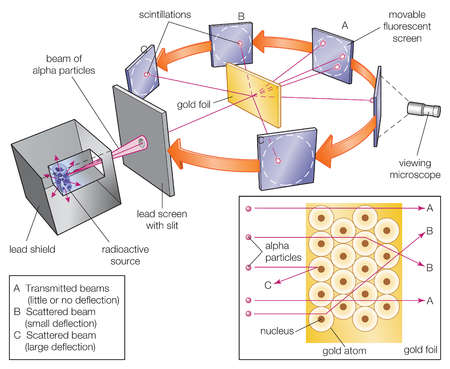 scintillations
B
A
movable
fluorescent
screen
C
beam of
alpha particles
gold foil
viewing
microscope
lead screen
with slit
lead shield
radioactive
source
A Transmitted beams
(little or no deflection)
B Scattered beam
(small deflection)
C Scattered beam
(large deflection)
A
B
alpha
particles
B
C
A
nucleus
gold atom
gold foil